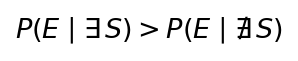 P(E | ∃ S) > P(E | ∄ S)